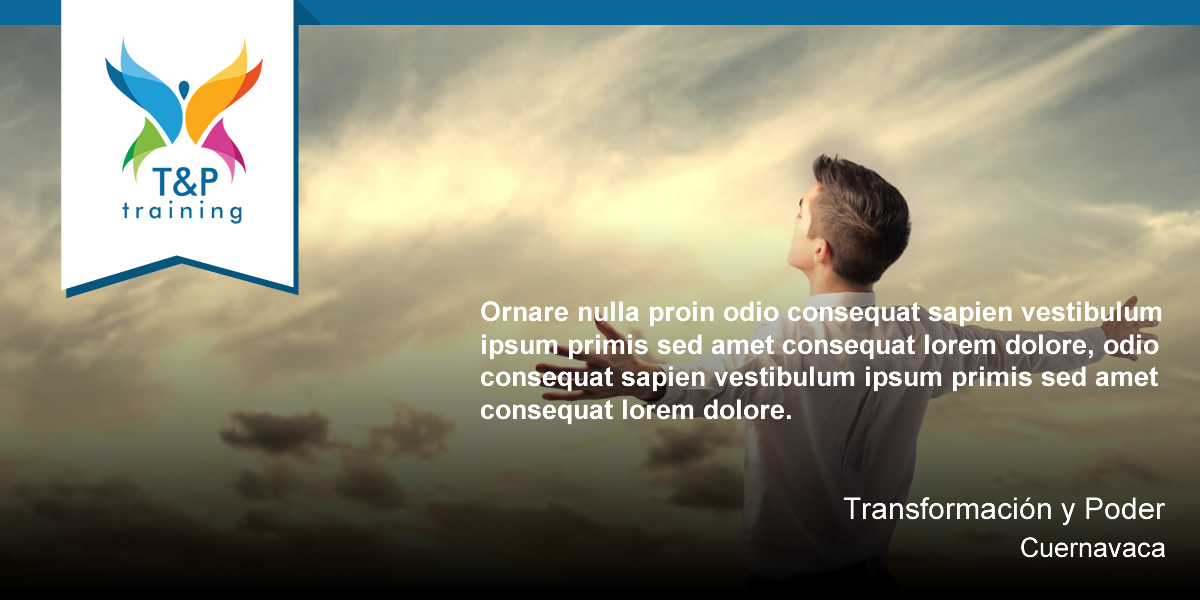 T&P
training
Ornare nulla proin odio consequat sapien vestibulum
ipsum primis sed amet consequat lorem dolore, odio
consequat sapien vestibulum ipsum primis sed amet
consequat lorem dolore.
Transformación y Poder
Cuernavaca